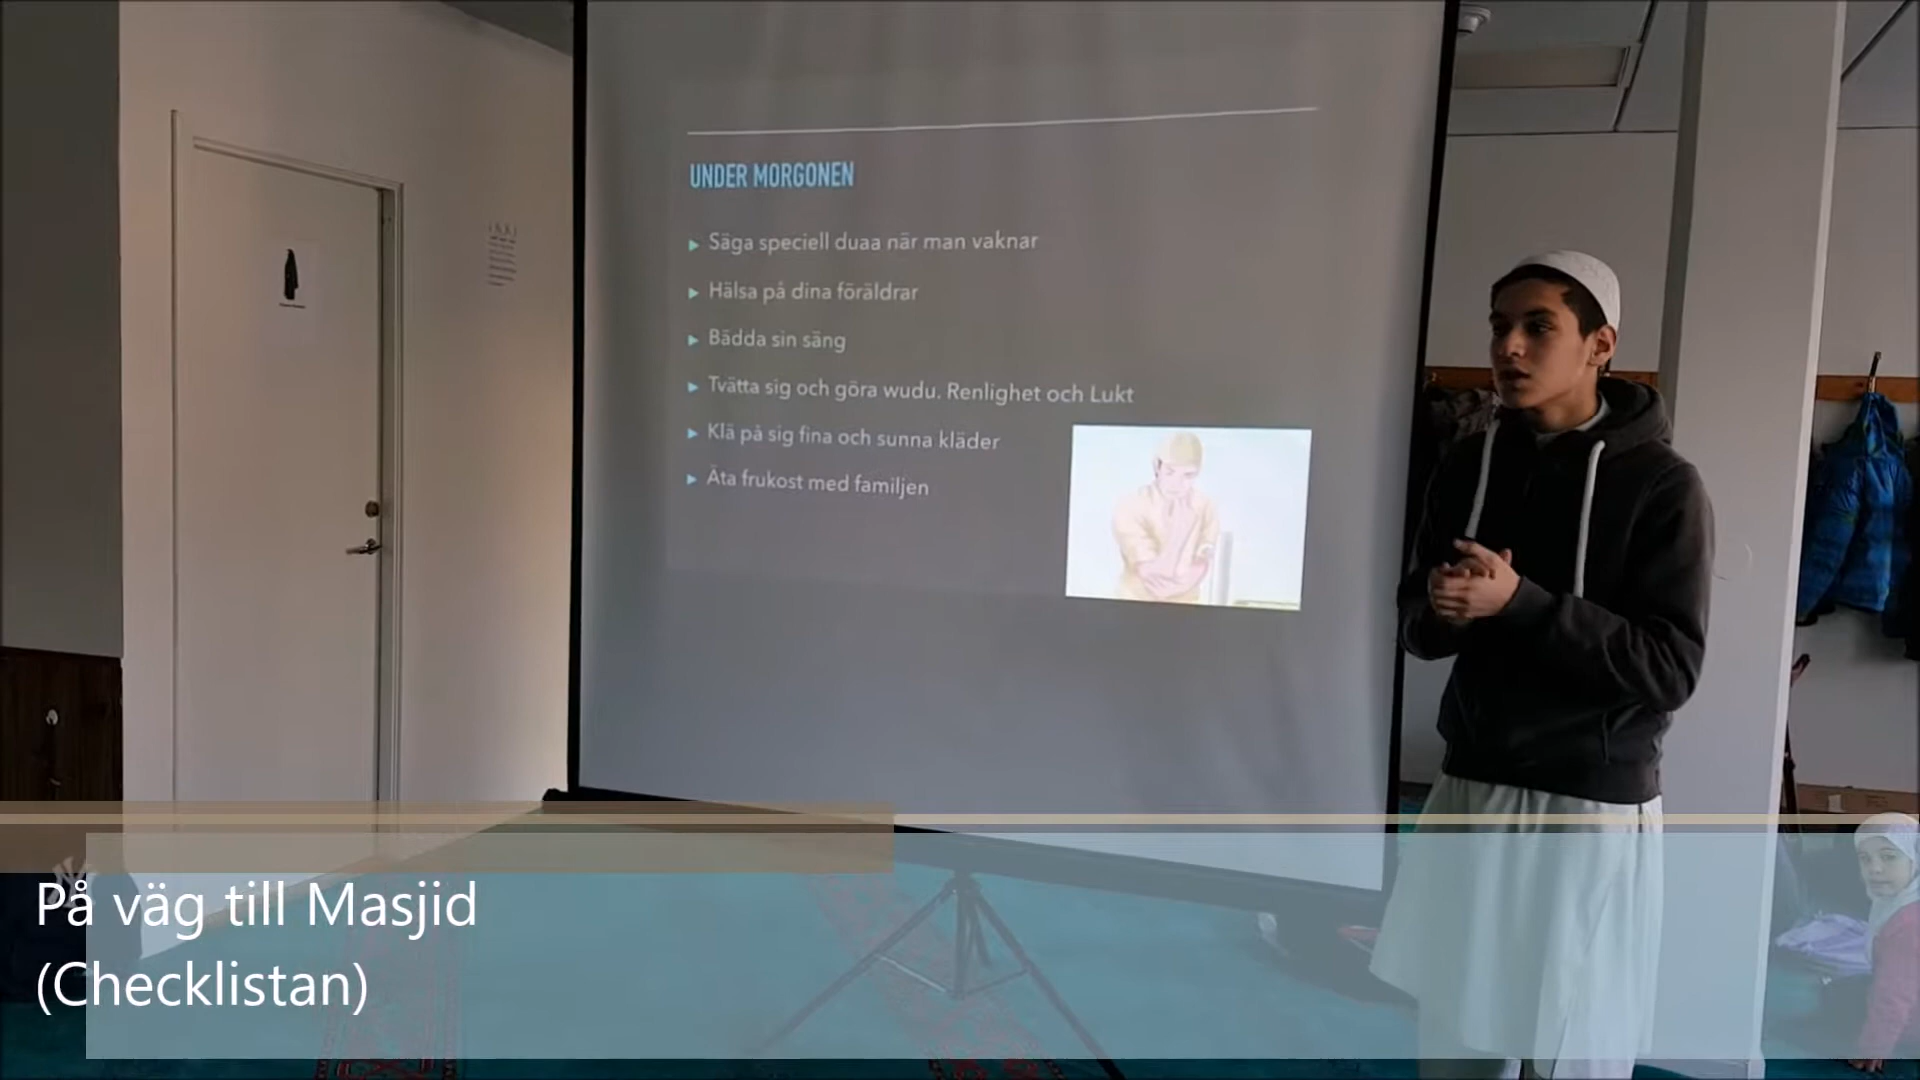 UNDER MORGONEN
Säga speciell duaa när man vaknar
Hälsa på dina föräldrar
Bädda sin säng
Tvätta sig och göra wudu. Renlighet och Lukt
Klä på sig fina och sunna kläder
Äta frukost med familjen
På väg till Masjid
(Checklistan)